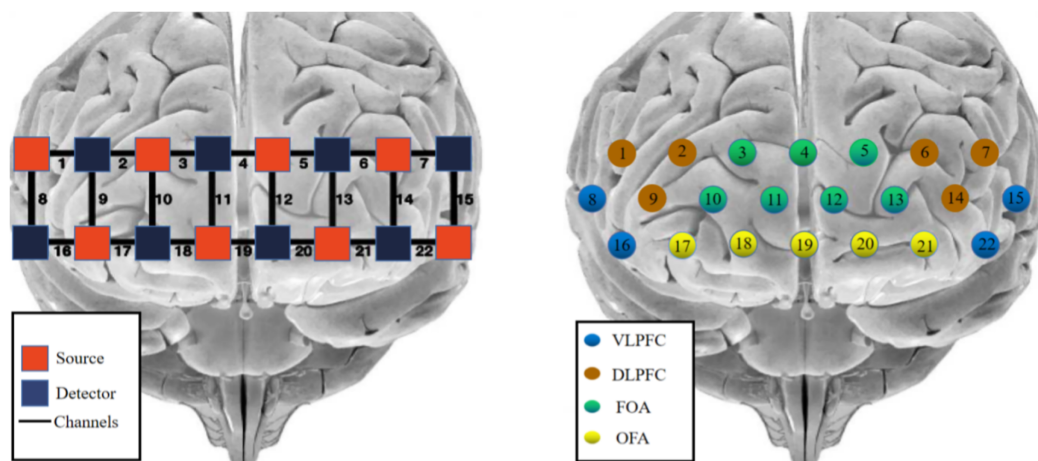 1 2 3 4 5 6 7
8 9 10 11 12 13 14 15
16 17 18 19 20 21 22
Source
Detector
Channels
1 2 3 4 5 6 7
8 9 10 11 12 13 14 15
16 17 18 19 20 21 22
VLPFC
DLPFC
FOA
OFA